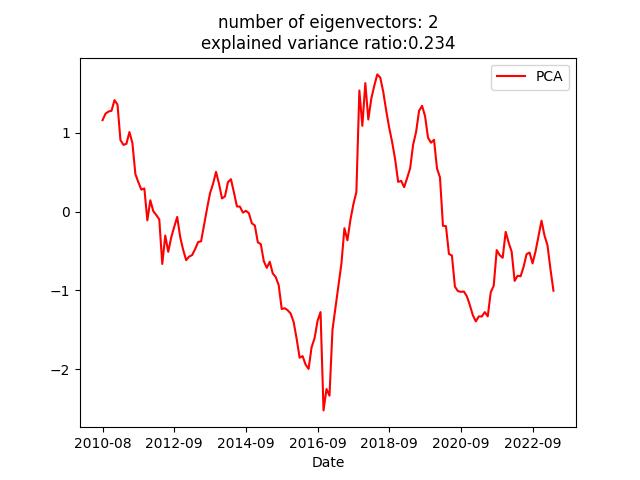 number of eigenvectors: 2
explained variance ratio:0.234
PCA
1
0
−1
−2
2010-08 2012-09 2014-09 2016-09 2018-09 2020-09 2022-09
Date